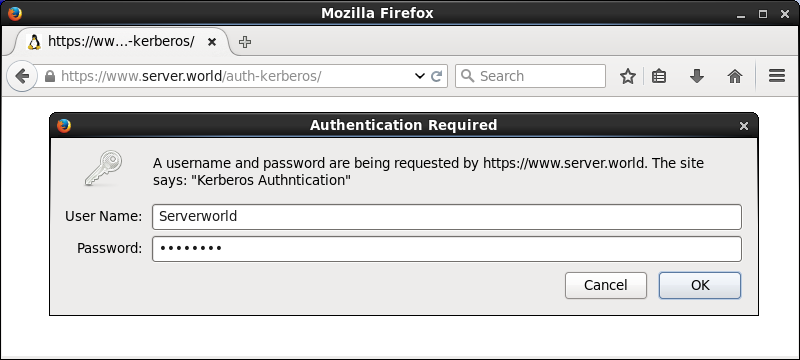 Mozilla Firefox
https://ww...-kerberos/
https://www.server.world/auth-kerberos/
Search
Authentication Required
A username and password are being requested by https://www.server.world. The site
says: "Kerberos Authntication"
User Name: Serverworld
Password: ••••••••
Cancel OK